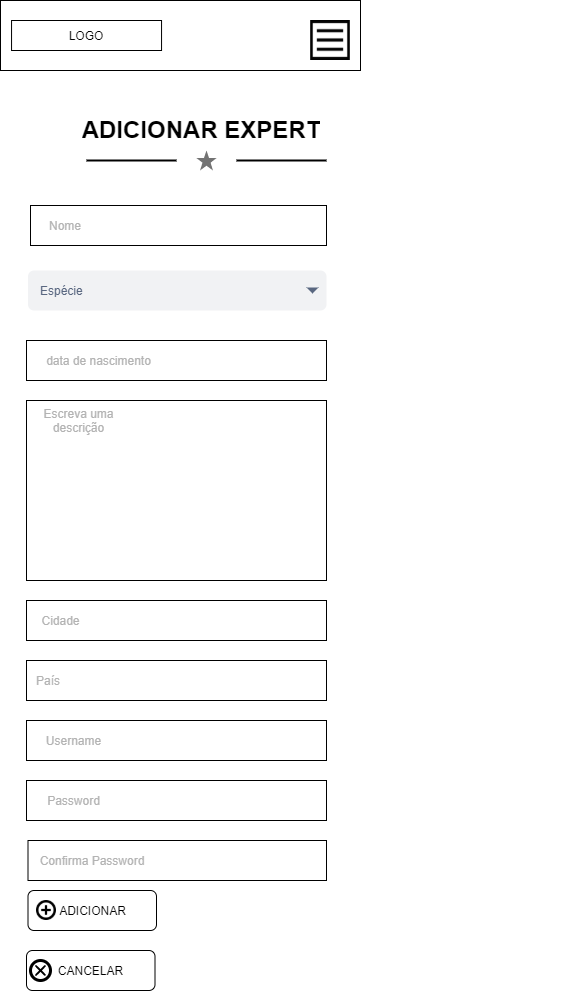 LOGO
ADICIONAR EXPERT
Nome
Espécie
data de nascimento
Escreva uma
descrição
Cidade
País
Username
Password
Confirma Password
ADICIONAR
CANCELAR